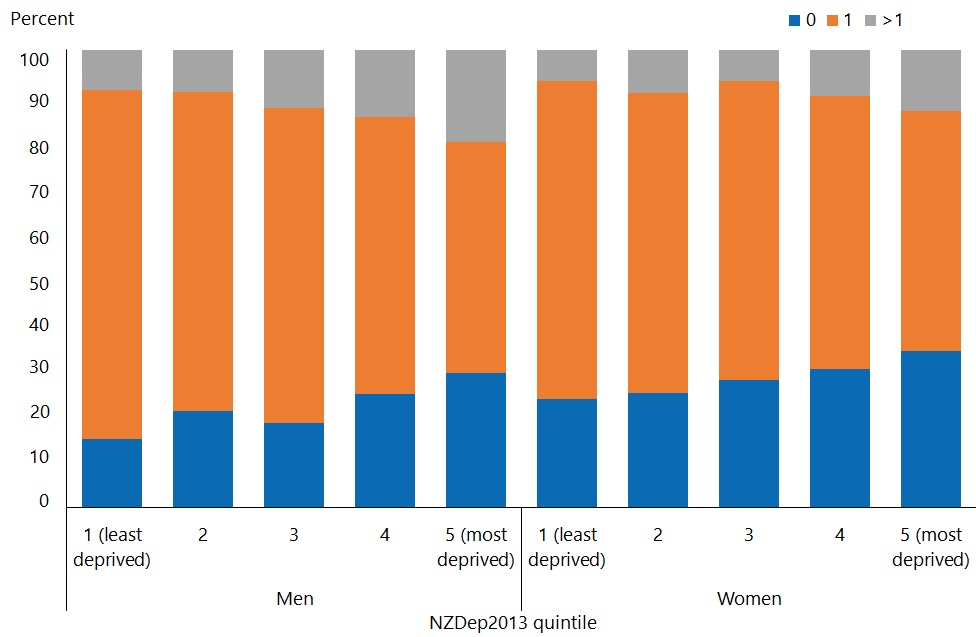 Percent
0 1 >1
100
90
80
70
60
50
40
30
20
10
0
1 (least 2 3 4 5 (most 1 (least 2 3 4 5 (most
deprived) deprived) deprived) deprived)
Men Women
NZDep2013 quintile